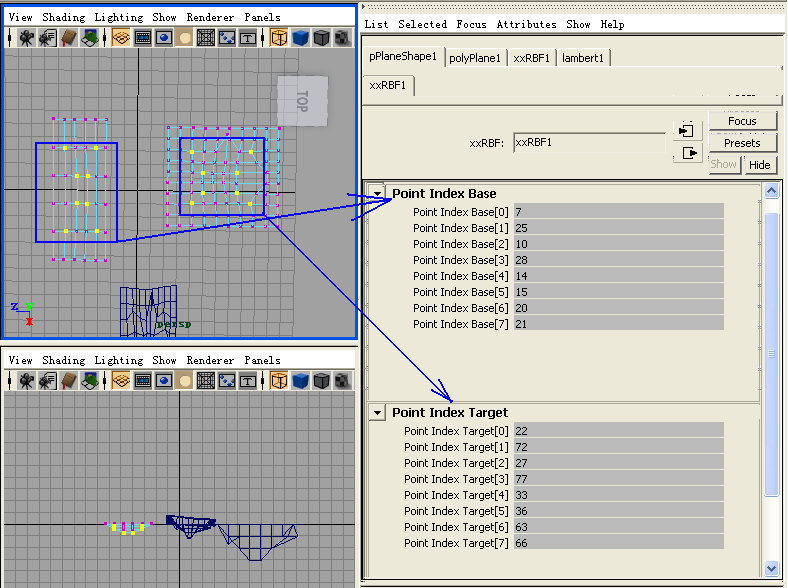 View Shading Lighting Show Renderer Panels
TOP
persp
Z
View Shading Lighting Show Renderer Panels
List Selected Focus Attributes Show Help
pPlaneShape1 polyPlane1 xxRBF1 lambert1
xxRBF1
Focus
xxRBF: xxRBF1
Presets
Show Hide
Point Index Base
Point Index Base[0] 7
Point Index Base[1] 25
Point Index Base[2] 10
Point Index Base[3] 28
Point Index Base[4] 14
Point Index Base[5] 15
Point Index Base[6] 20
Point Index Base[7] 21
Point Index Target
Point Index Target[0] 22
Point Index Target[1] 72
Point Index Target[2] 27
Point Index Target[3] 77
Point Index Target[4] 33
Point Index Target[5] 36
Point Index Target[6] 63
Point Index Target[7] 66